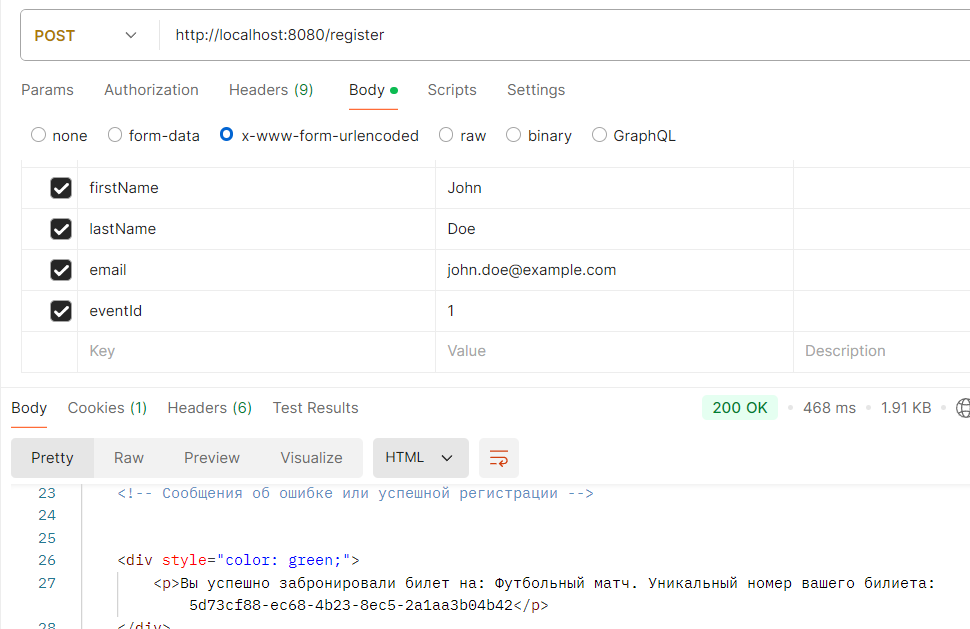 POST http://localhost:8080/register
Params Authorization Headers (9) Body Scripts Settings
none form-data x-www-form-urlencoded raw binary GraphQL
firstName John
lastName Doe
email john.doe@example.com
eventId 1
Key Value Description
Body Cookies (1) Headers (6) Test Results 200 OK 468 ms 1.91 KB
Pretty Raw Preview Visualize HTML
23 <!-- Сообщения об ошибке или успешной регистрации -->
24
25
26 <div style="color: green;">
27 <p>Вы успешно забронировали билет на: Футбольный матч. Уникальный номер вашего билиета:
5d73cf88-ec68-4b23-8ec5-2a1aa3b04b42</p>
28 </div>